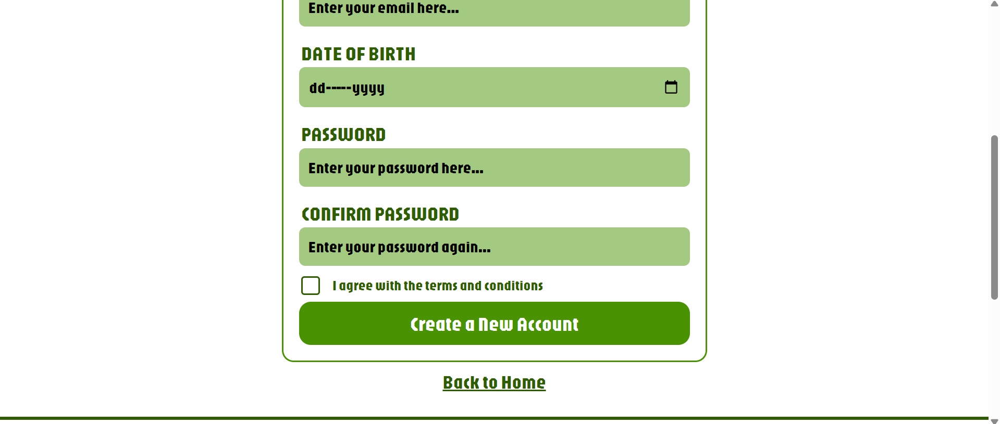 Enter your email here...
DATE OF BIRTH
dd-----yyyy
PASSWORD
Enter your password here...
CONFIRM PASSWORD
Enter your password again...
I agree with the terms and conditions
Create a New Account
Back to Home